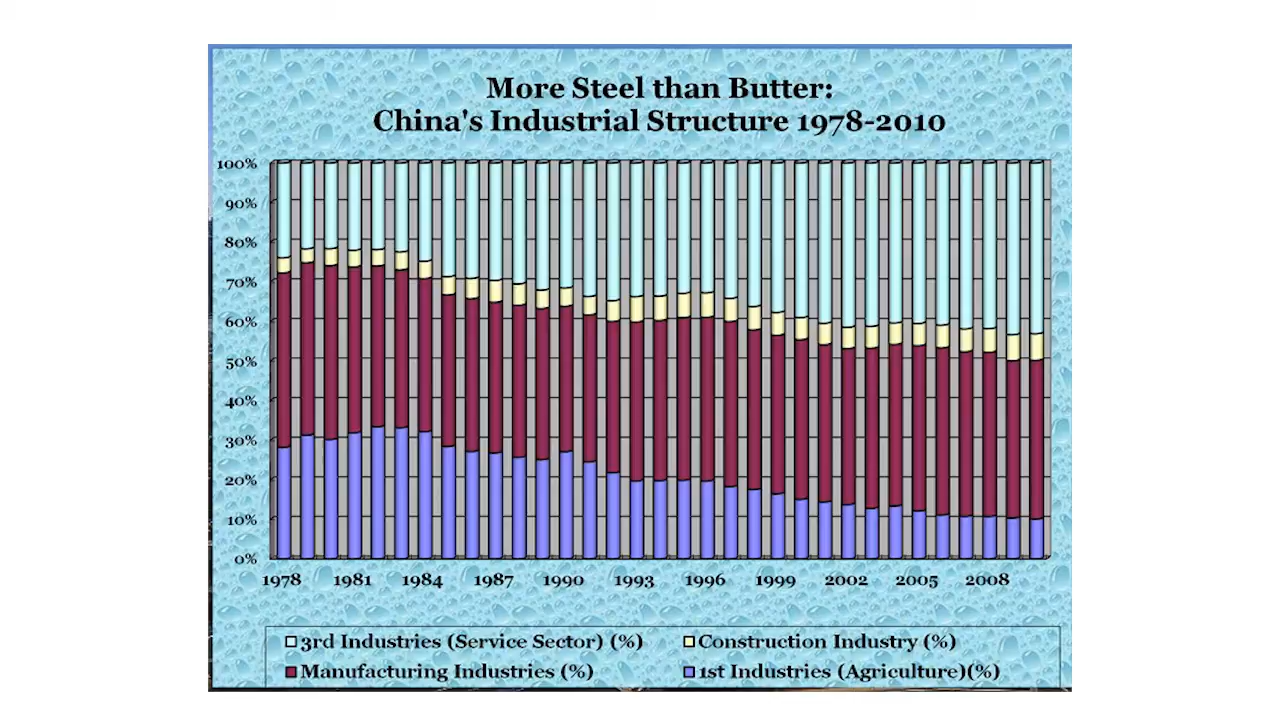 More Steel than Butter:
China's Industrial Structure 1978-2010
100%
90%
80%
70%
60%
50%
40%
30%
20%
10%
0%
1978 1981 1984 1987 1990 1993 1996 1999 2002 2005 2008
3rd Industries (Service Sector) (%) Construction Industry (%)
Manufacturing Industries (%) 1st Industries (Agriculture)(%)